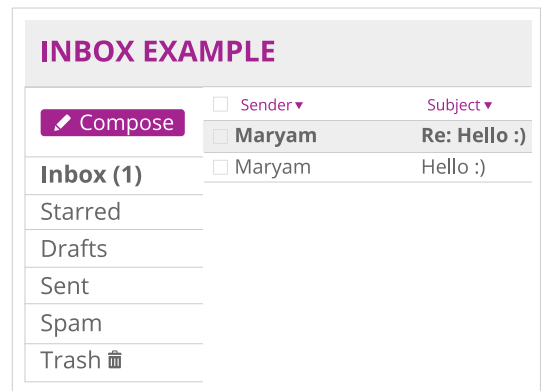 INBOX EXAMPLE
Compose
Inbox (1)
Starred
Drafts
Sent
Spam
Trash
Sender▾ Subject▾
Maryam Re: Hello :)
Maryam Hello :)